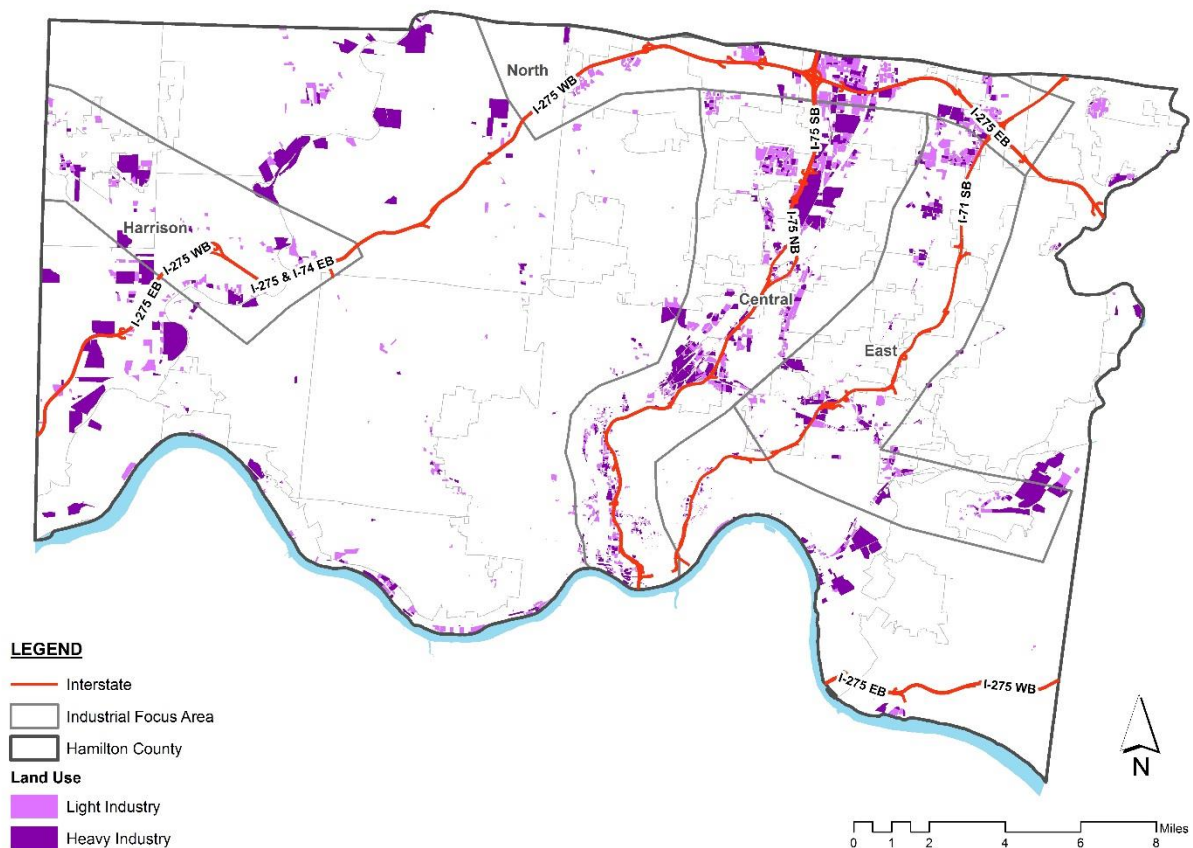 North
I-275 WB
I-75 SB
I-275 EB
I-71 SB
Harrison
I-275 WB
I-75 NB
I-275 & I-74 EB
I-275 EB
Central
East
I-275 EB
I-275 WB
LEGEND
Interstate
Industrial Focus Area
Hamilton County
Land Use
Light Industry
Heavy Industry
N
Miles
0 1 2 4 6 8